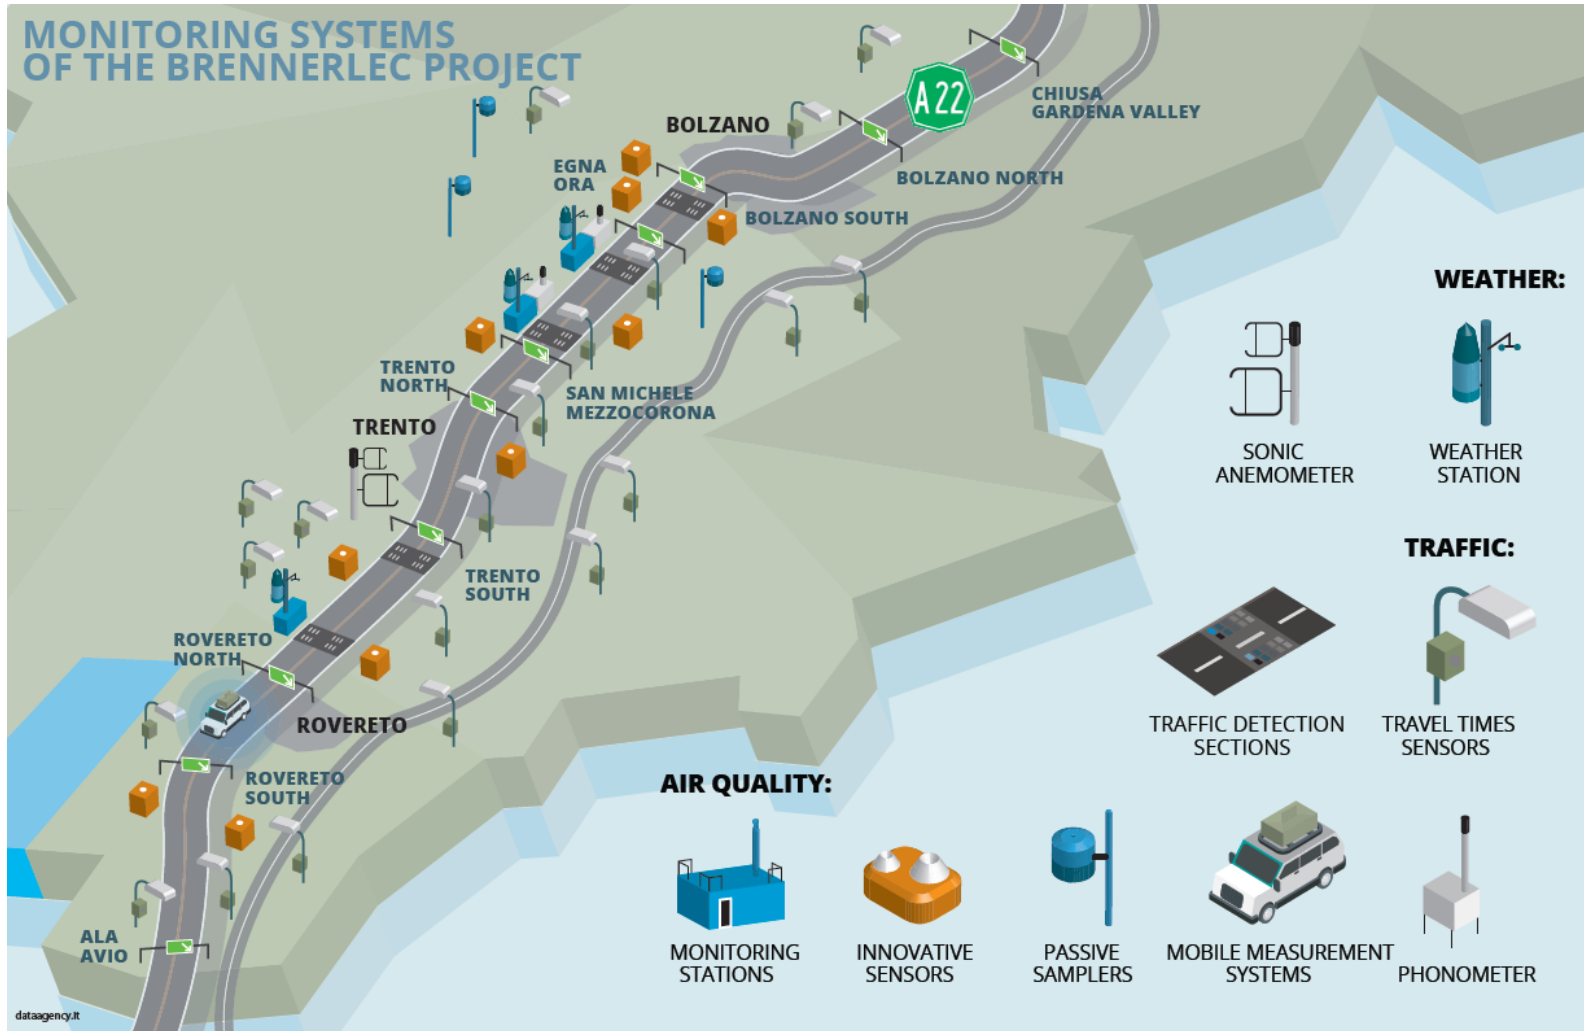 MONITORING SYSTEMS
OF THE BRENNERLEC PROJECT
A22
CHIUSA
GARDENA VALLEY
BOLZANO
BOLZANO NORTH
EGNA
ORA
BOLZANO SOUTH
TRENTO
NORTH
SAN MICHELE
MEZZOCORONA
TRENTO
TRENTO
SOUTH
ROVERETO
NORTH
ROVERETO
ROVERETO
SOUTH
ALA
AVIO
WEATHER:
SONIC
ANEMOMETER
WEATHER
STATION
TRAFFIC:
TRAFFIC DETECTION
SECTIONS
TRAVEL TIMES
SENSORS
AIR QUALITY:
MONITORING
STATIONS
INNOVATIVE
SENSORS
PASSIVE
SAMPLERS
MOBILE MEASUREMENT
SYSTEMS
PHONOMETER
dataagency.it